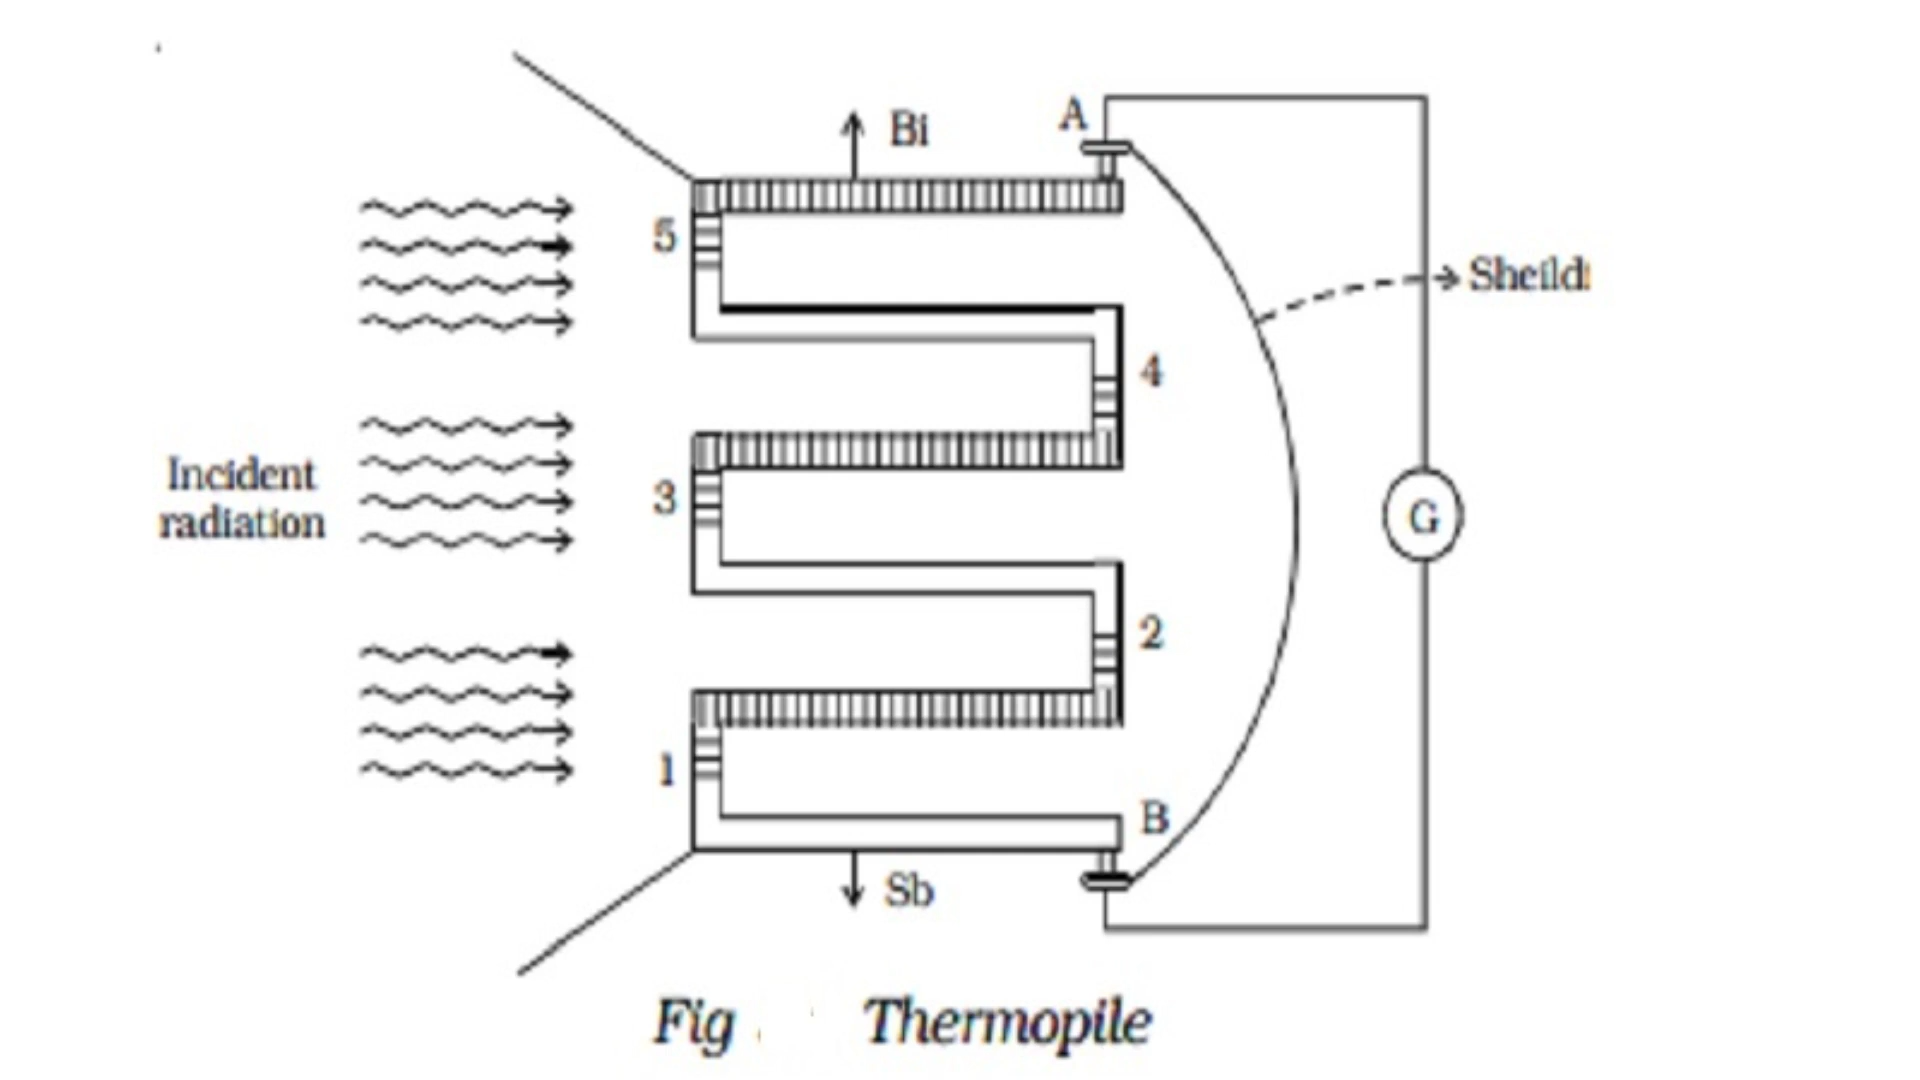 A
Bi
5
Sheild
4
Incident
radiation
3
G
2
1
B
Sb
Fig Thermopile